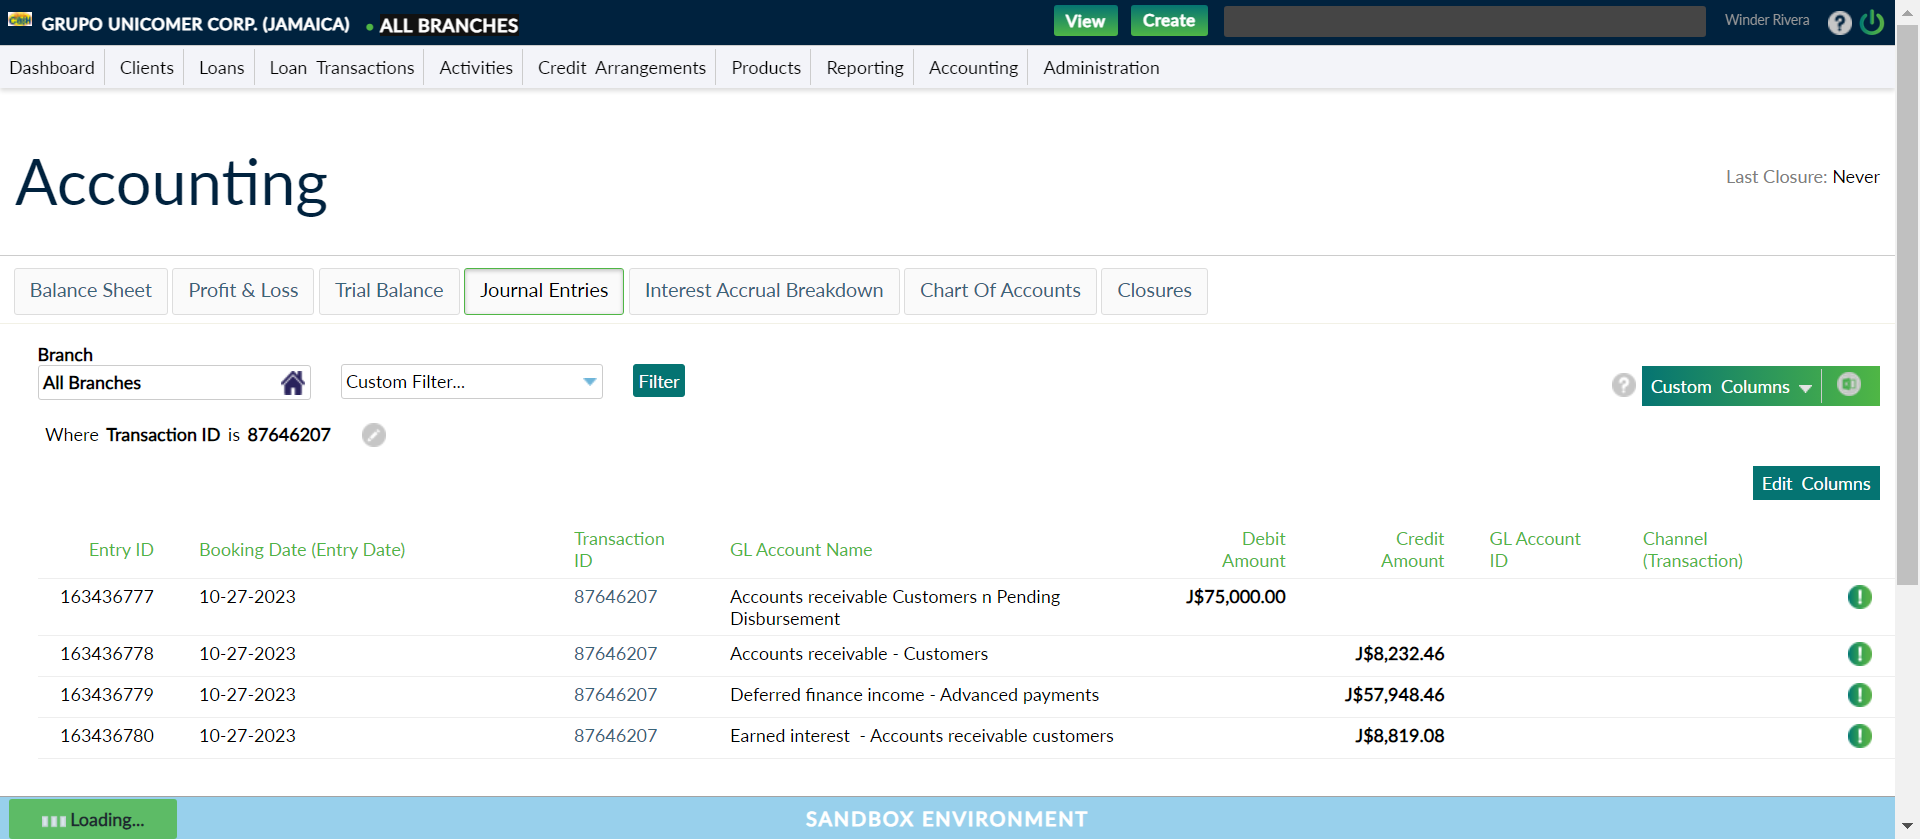 GRUPO UNICOMER CORP. (JAMAICA) • ALL BRANCHES View Create Winder Rivera ?
Dashboard Clients Loans Loan Transactions Activities Credit Arrangements Products Reporting Accounting Administration
Accounting
Last Closure: Never
Balance Sheet Profit & Loss Trial Balance Journal Entries Interest Accrual Breakdown Chart Of Accounts Closures
Branch
All Branches Custom Filter... Filter ? Custom Columns
Where Transaction ID is 87646207
Edit Columns
Entry ID Booking Date (Entry Date) Transaction ID GL Account Name Debit Amount Credit Amount GL Account ID Channel (Transaction)
163436777 10-27-2023 87646207 Accounts receivable Customers n Pending Disbursement J$75,000.00
163436778 10-27-2023 87646207 Accounts receivable - Customers J$8,232.46
163436779 10-27-2023 87646207 Deferred finance income - Advanced payments J$57,948.46
163436780 10-27-2023 87646207 Earned interest - Accounts receivable customers J$8,819.08
Loading... SANDBOX ENVIRONMENT